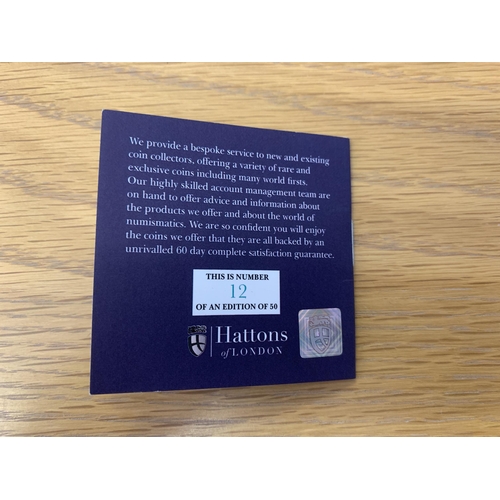 We provide a bespoke service to new and existing
coin collectors, offering a variety of rare and
exclusive coins including many world firsts.
Our highly skilled account management team are
on hand to offer advice and information about
the products we offer and about the world of
numismatics. We are so confident you will enjoy
the coins we offer that they are all backed by an
unrivalled 60 day complete satisfaction guarantee.
THIS IS NUMBER
12
OF AN EDITION OF 50
Hattons
of LONDON